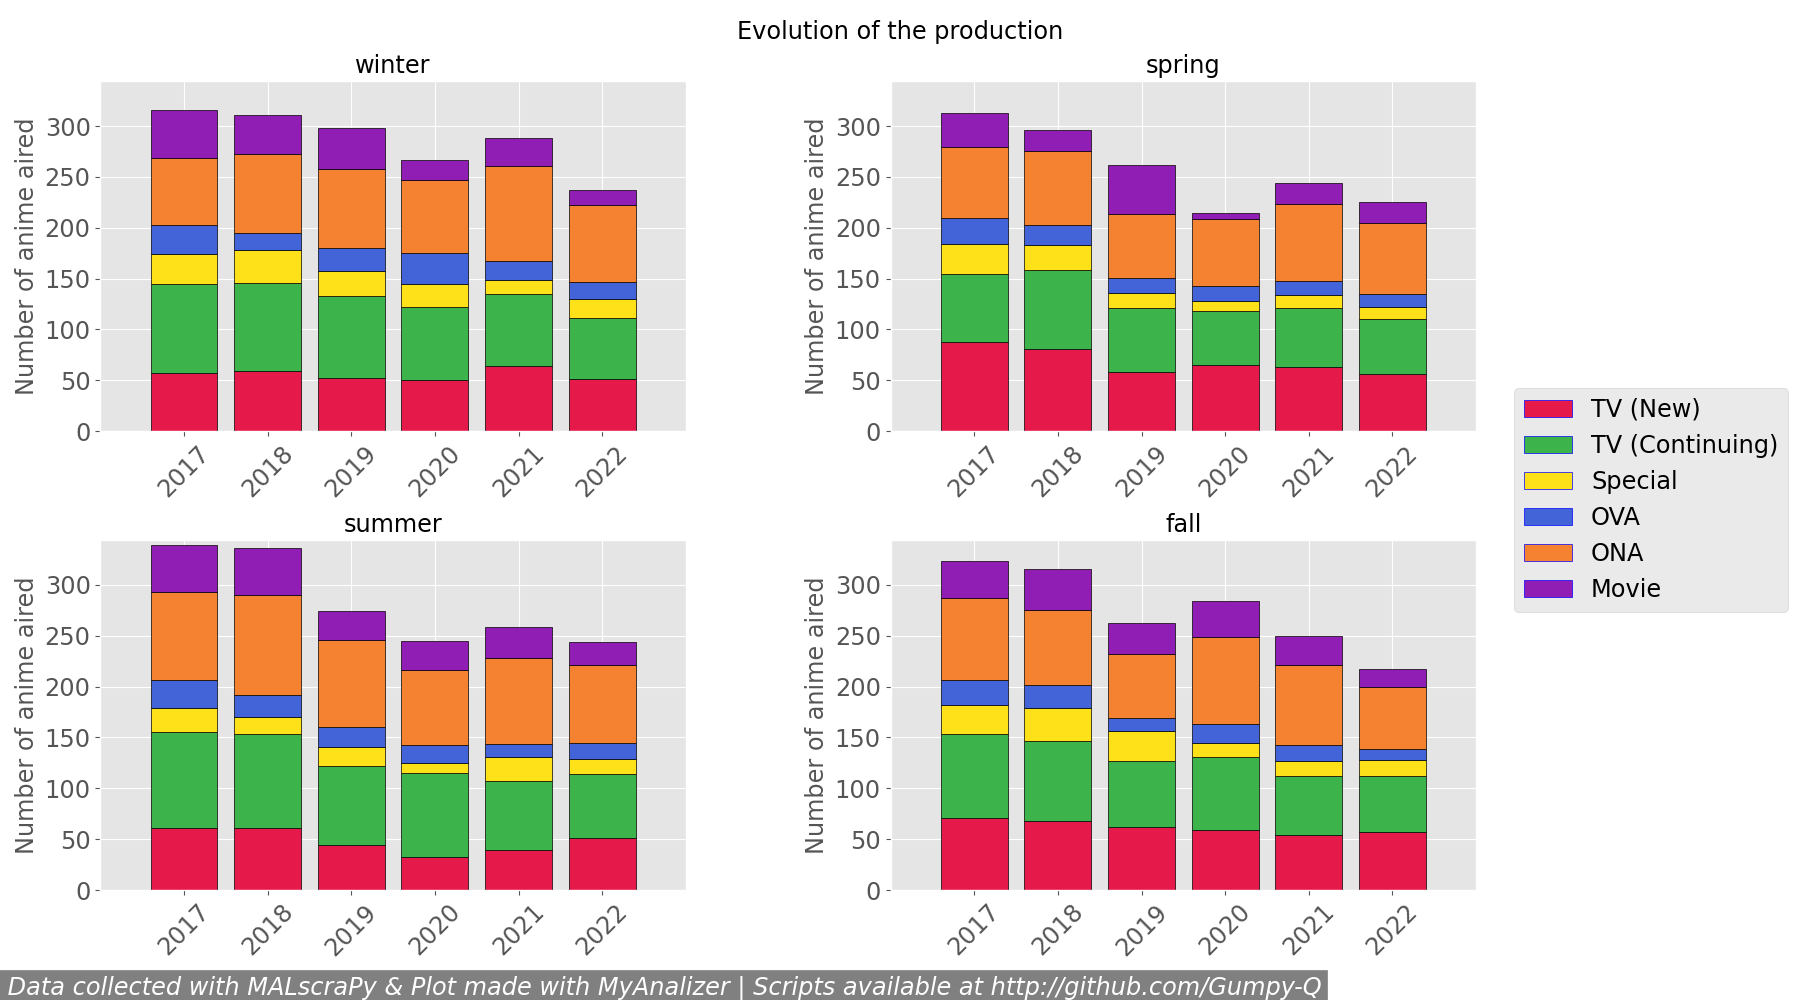 Evolution of the production
winter
Number of anime aired
300
250
200
150
100
50
0
2017 2018 2019 2020 2021 2022
spring
Number of anime aired
300
250
200
150
100
50
0
2017 2018 2019 2020 2021 2022
TV (New)
TV (Continuing)
Special
OVA
ONA
Movie
summer
Number of anime aired
300
250
200
150
100
50
0
2017 2018 2019 2020 2021 2022
fall
Number of anime aired
300
250
200
150
100
50
0
2017 2018 2019 2020 2021 2022
Data collected with MALscraPy & Plot made with MyAnalizer | Scripts available at http://github.com/Gumpy-Q